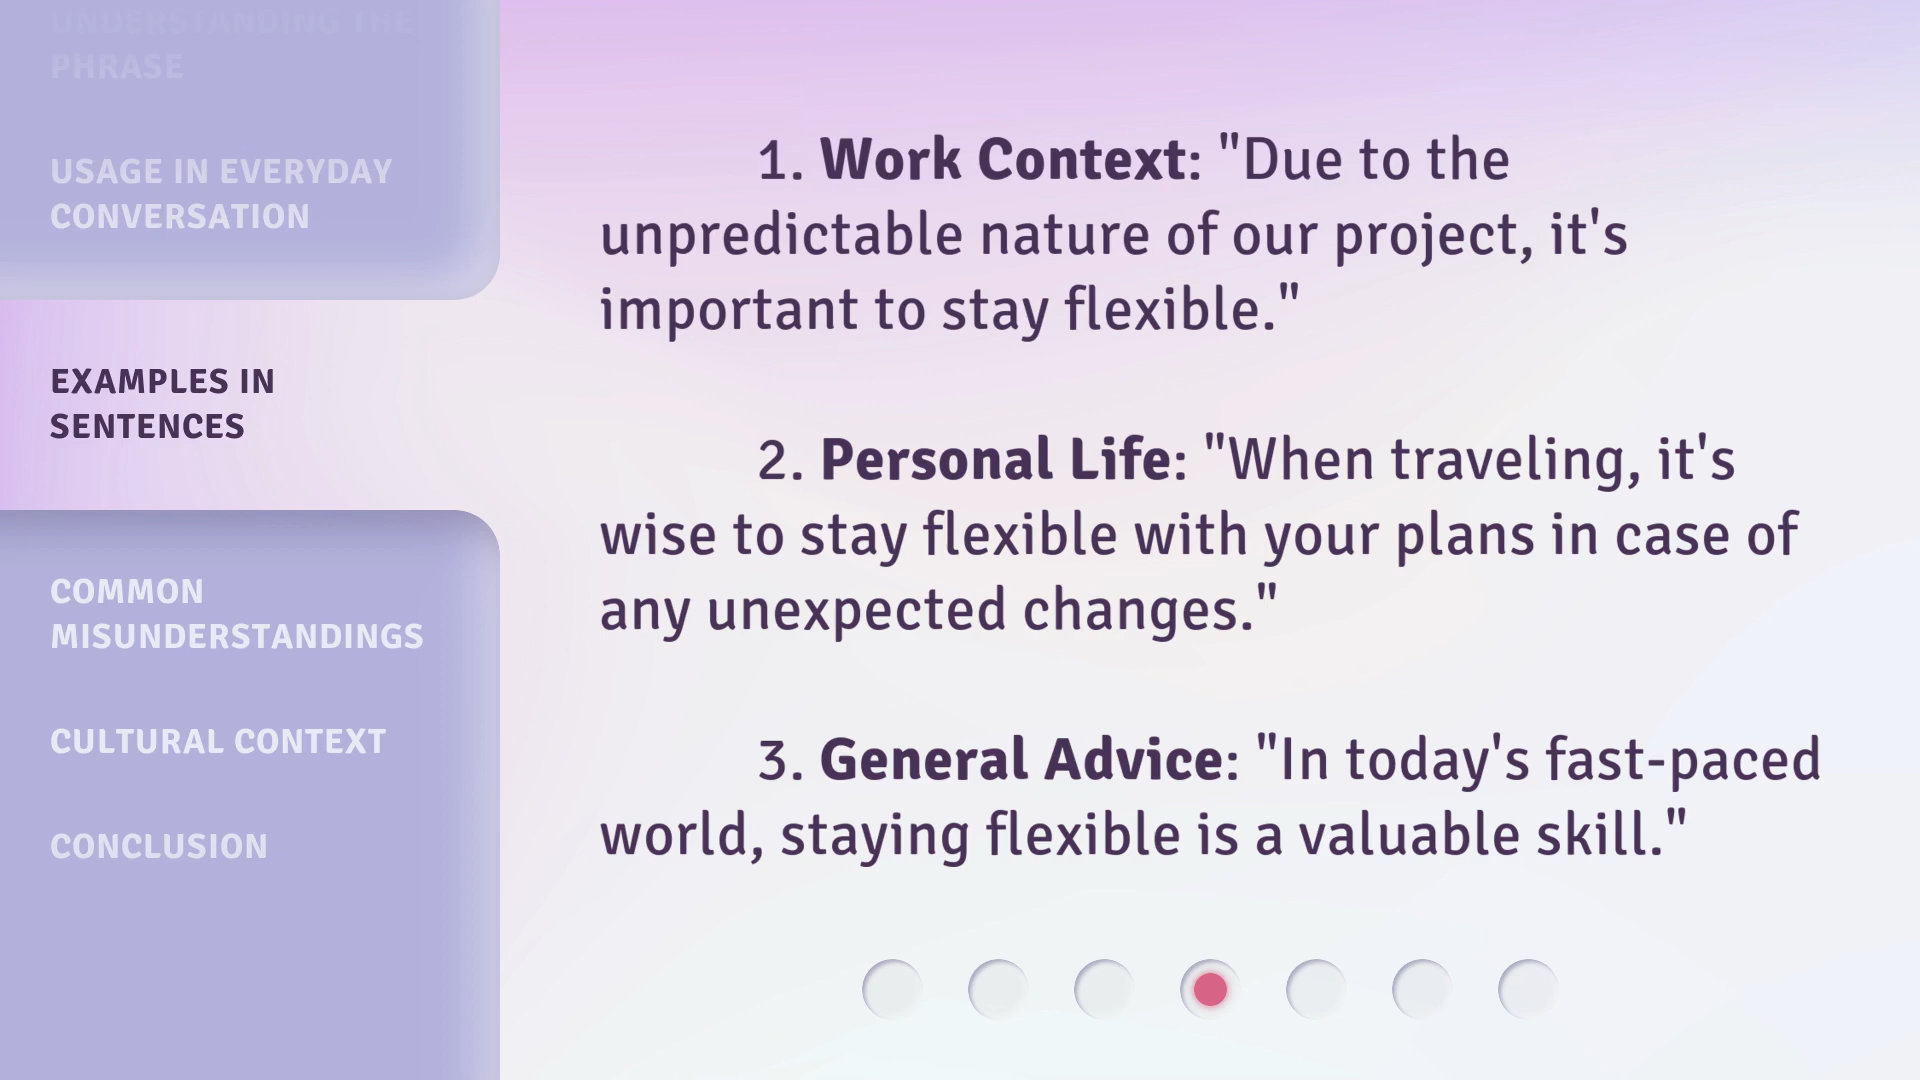 UNDERSTANDING THE
PHRASE
USAGE IN EVERYDAY
CONVERSATION
EXAMPLES IN
SENTENCES
COMMON
MISUNDERSTANDINGS
CULTURAL CONTEXT
CONCLUSION
1. Work Context: "Due to the
unpredictable nature of our project, it's
important to stay flexible."
2. Personal Life: "When traveling, it's
wise to stay flexible with your plans in case of
any unexpected changes."
3. General Advice: "In today's fast-paced
world, staying flexible is a valuable skill."